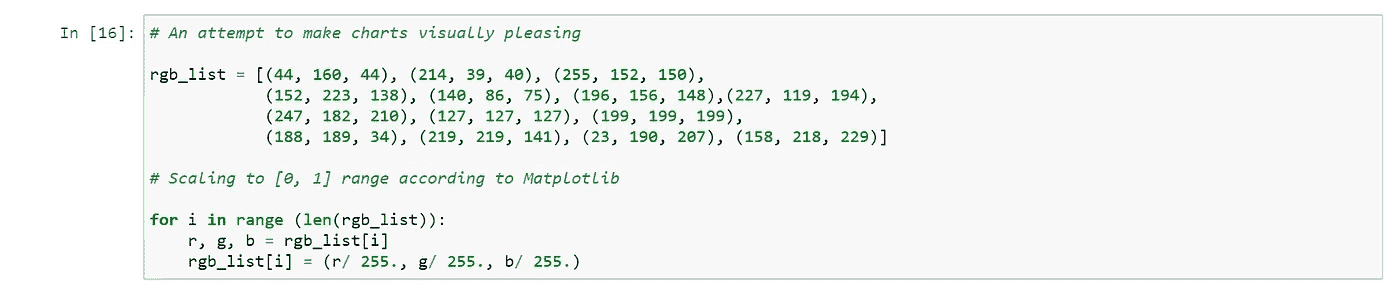 In [16]: # An attempt to make charts visually pleasing
rgb_list = [(44, 160, 44), (214, 39, 40), (255, 152, 150),
(152, 223, 138), (140, 86, 75), (196, 156, 148),(227, 119, 194),
(247, 182, 210), (127, 127, 127), (199, 199, 199),
(188, 189, 34), (219, 219, 141), (23, 190, 207), (158, 218, 229)]
# Scaling to [0, 1] range according to Matplotlib
for i in range (len(rgb_list)):
r, g, b = rgb_list[i]
rgb_list[i] = (r/ 255., g/ 255., b/ 255.)